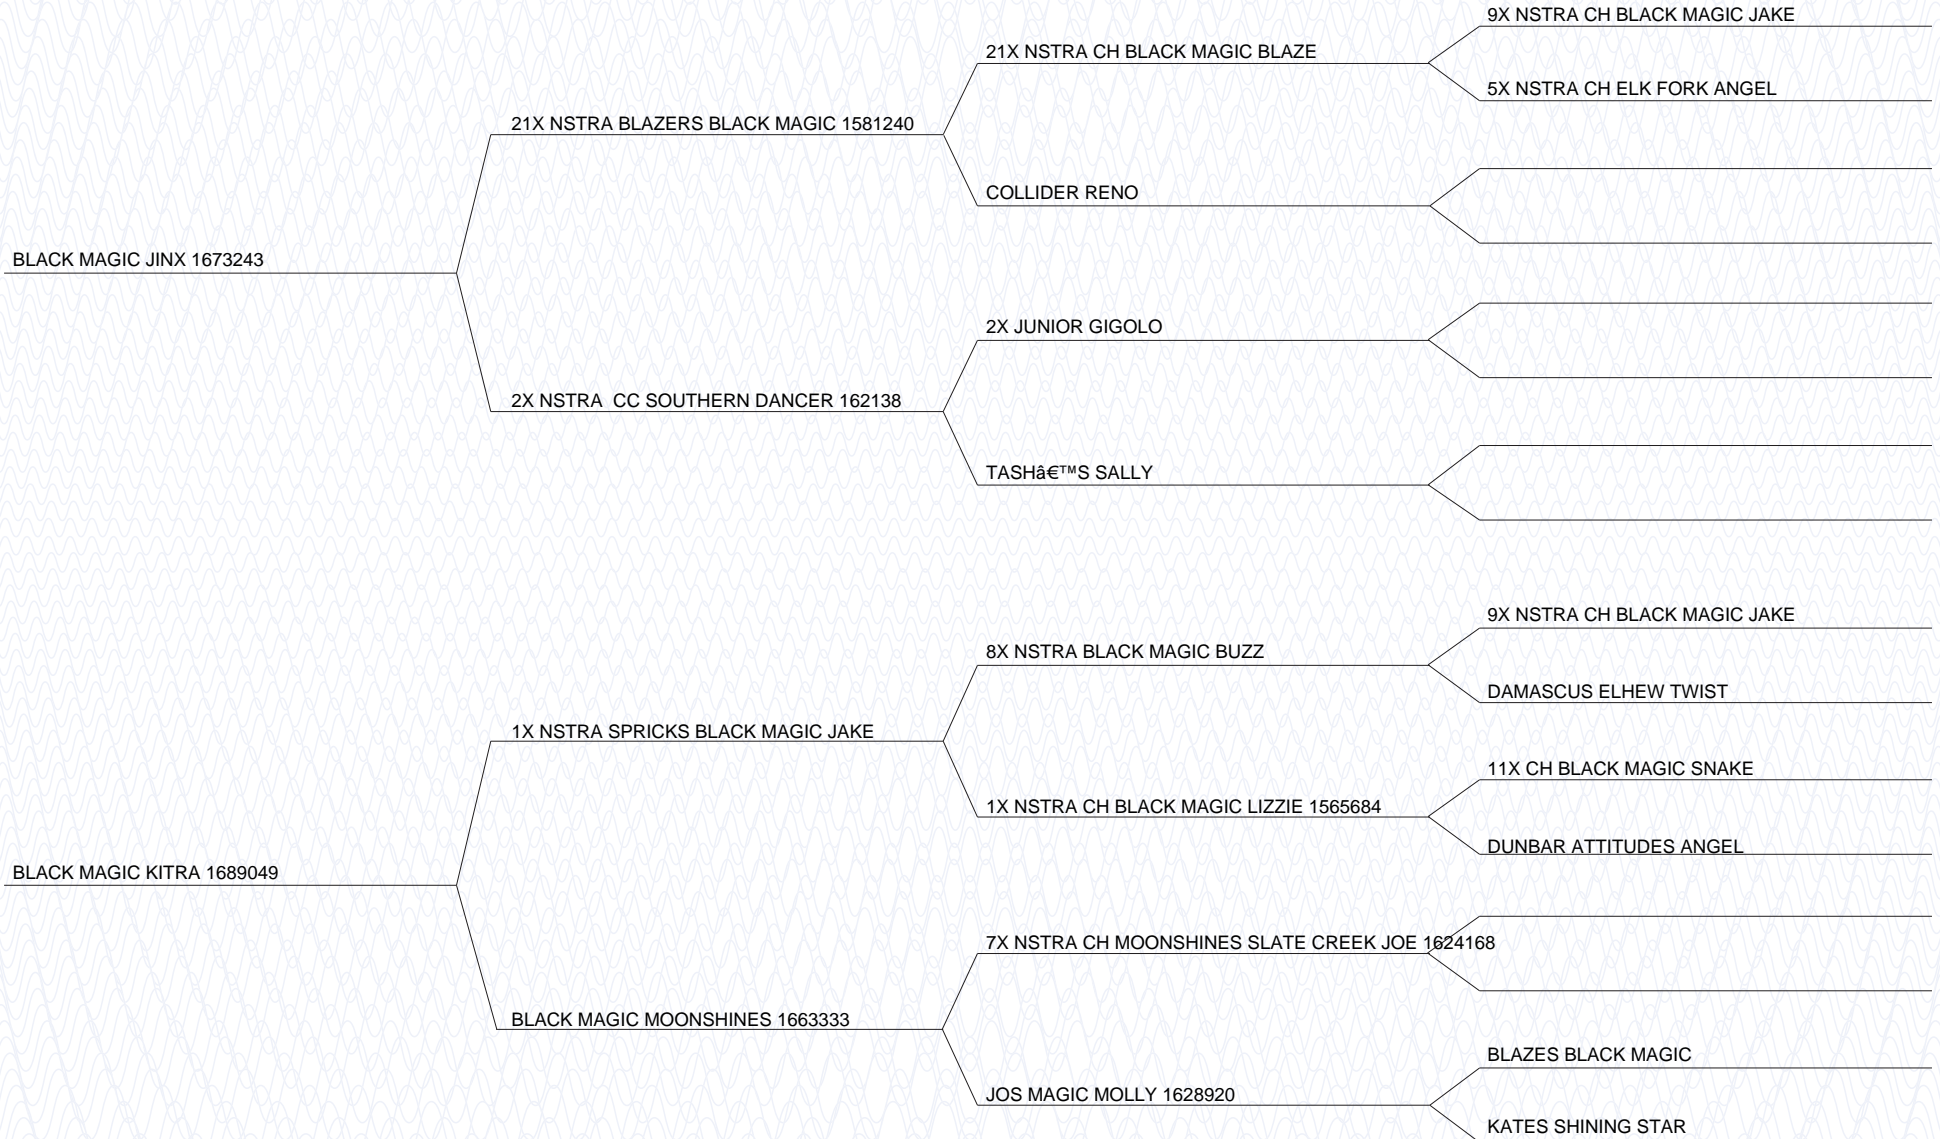 9X NSTRA CH BLACK MAGIC JAKE
21X NSTRA CH BLACK MAGIC BLAZE
5X NSTRA CH ELK FORK ANGEL
21X NSTRA BLAZERS BLACK MAGIC 1581240
COLLIDER RENO
BLACK MAGIC JINX 1673243
2X JUNIOR GIGOLO
2X NSTRA  CC SOUTHERN DANCER 162138
TASHâ€™S SALLY
9X NSTRA CH BLACK MAGIC JAKE
8X NSTRA BLACK MAGIC BUZZ
DAMASCUS ELHEW TWIST
1X NSTRA SPRICKS BLACK MAGIC JAKE
11X CH BLACK MAGIC SNAKE
1X NSTRA CH BLACK MAGIC LIZZIE 1565684
DUNBAR ATTITUDES ANGEL
BLACK MAGIC KITRA 1689049
7X NSTRA CH MOONSHINES SLATE CREEK JOE 1624168
BLACK MAGIC MOONSHINES 1663333
BLAZES BLACK MAGIC
JOS MAGIC MOLLY 1628920
KATES SHINING STAR